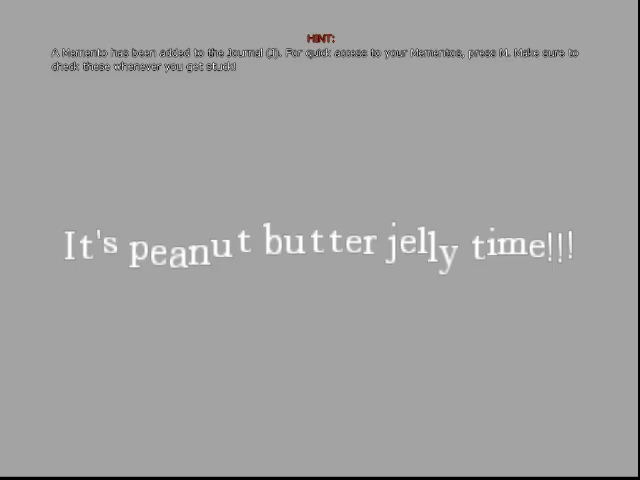 HINT:
A Memento has been added to the Journal (J). For quick access to your Mementos, press M. Make sure to
check these whenever you get stuck!
It's peanut butter jelly time!!!